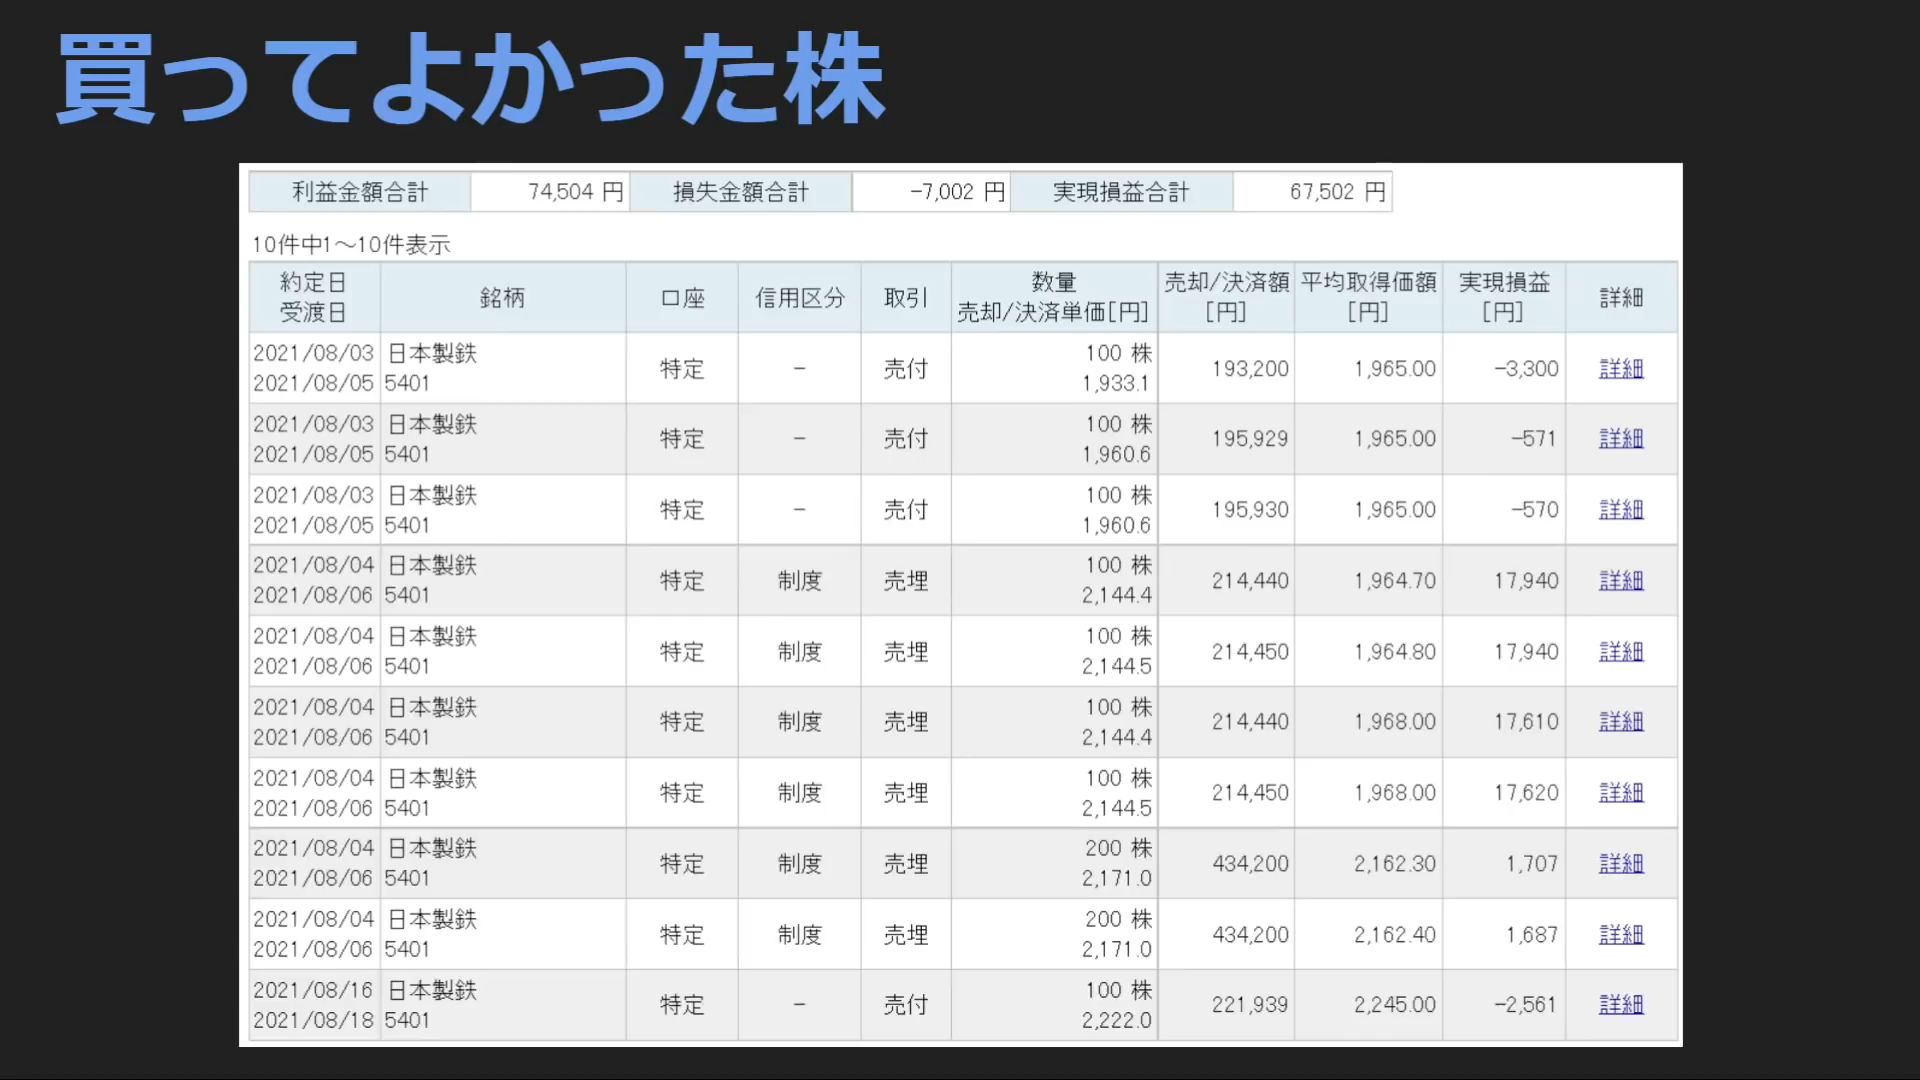 買ってよかった株
利益金額合計 74,504 円 損失金額合計 -7,002 円 実現損益合計 67,502 円
10件中1～10件表示
約定日 受渡日 銘柄 口座 信用区分 取引 数量 売却/決済単価[円] 売却/決済額 [円] 平均取得価額 [円] 実現損益 [円] 詳細
2021/08/03 日本製鉄 特定 - 売付 100 株 193,200 1,965.00 -3,300 詳細
2021/08/05 5401 1,933.1
2021/08/03 日本製鉄 特定 - 売付 100 株 195,929 1,965.00 -571 詳細
2021/08/05 5401 1,960.6
2021/08/03 日本製鉄 特定 - 売付 100 株 195,930 1,965.00 -570 詳細
2021/08/05 5401 1,960.6
2021/08/04 日本製鉄 特定 制度 売埋 100 株 214,440 1,964.70 17,940 詳細
2021/08/06 5401 2,144.4
2021/08/04 日本製鉄 特定 制度 売埋 100 株 214,450 1,964.80 17,940 詳細
2021/08/06 5401 2,144.5
2021/08/04 日本製鉄 特定 制度 売埋 100 株 214,440 1,968.00 17,610 詳細
2021/08/06 5401 2,144.4
2021/08/04 日本製鉄 特定 制度 売埋 100 株 214,450 1,968.00 17,620 詳細
2021/08/06 5401 2,144.5
2021/08/04 日本製鉄 特定 制度 売埋 200 株 434,200 2,162.30 1,707 詳細
2021/08/06 5401 2,171.0
2021/08/04 日本製鉄 特定 制度 売埋 200 株 434,200 2,162.40 1,687 詳細
2021/08/06 5401 2,171.0
2021/08/16 日本製鉄 特定 - 売付 100 株 221,939 2,245.00 -2,561 詳細
2021/08/18 5401 2,222.0